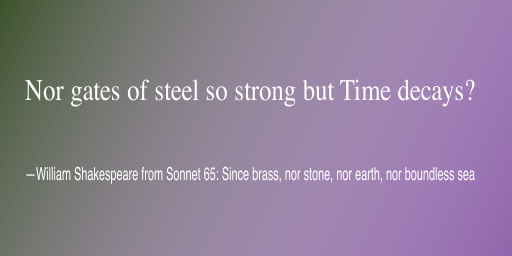 Nor gates of steel so strong but Time decays?
—William Shakespeare from Sonnet 65: Since brass, nor stone, nor earth, nor boundless sea